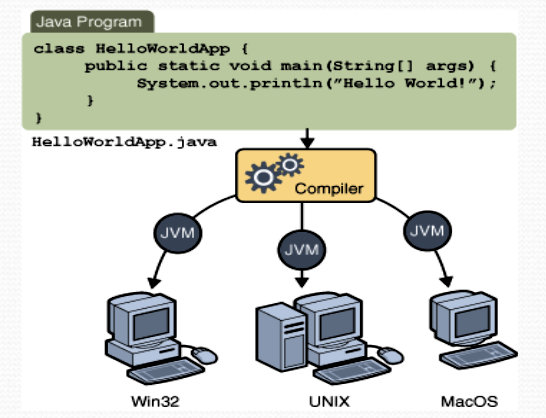 Java Program
class HelloWorldApp {
public static void main(String[] args) {
System.out.println(”Hello World!”);
}
}
HelloWorldApp.java
Compiler
JVM
JVM
JVM
Win32
UNIX
MacOS